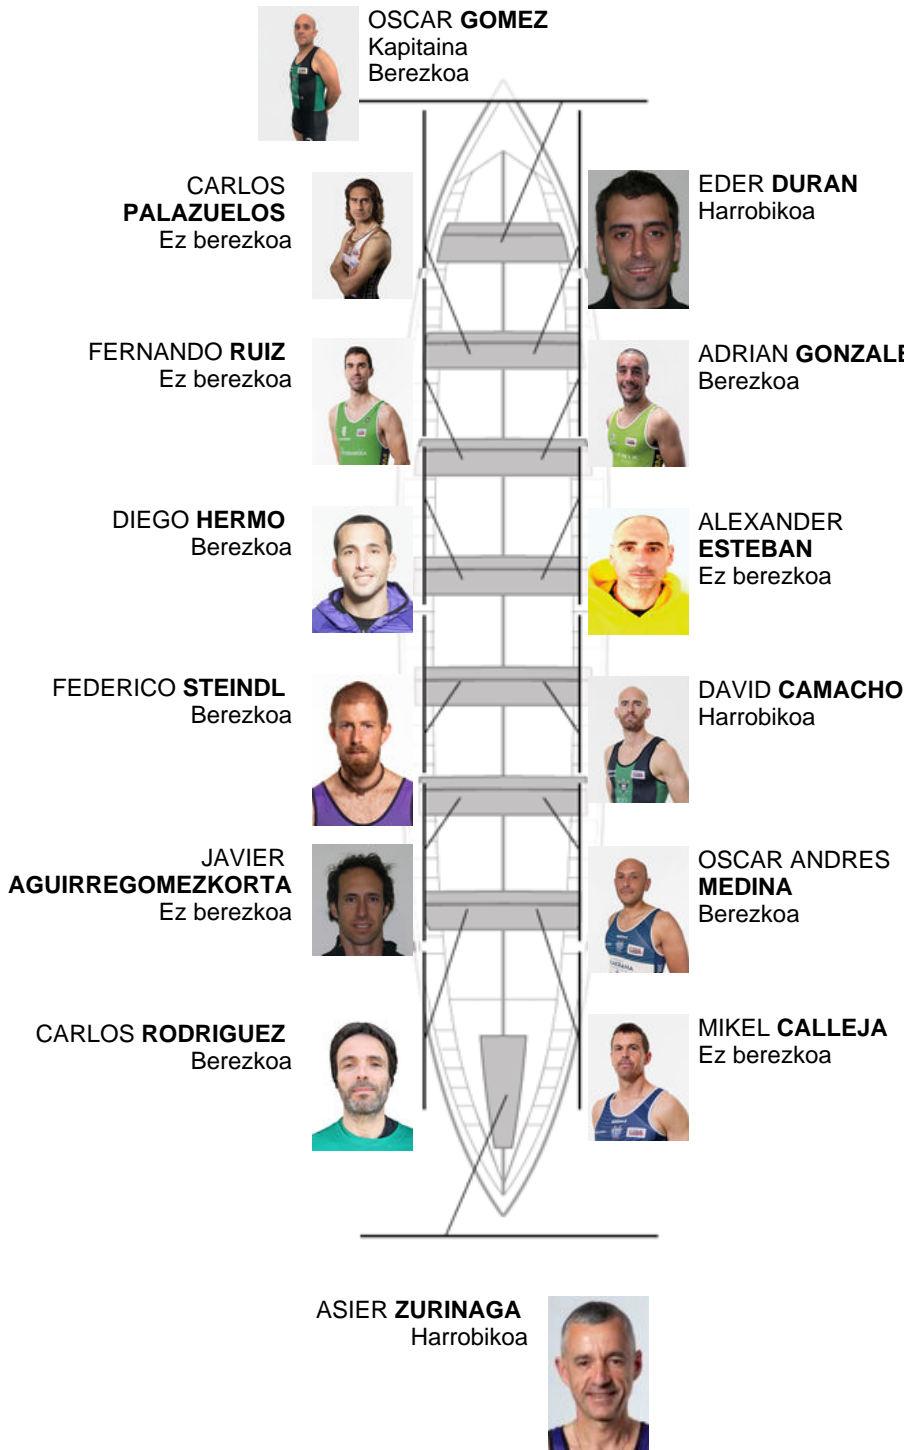 OSCAR GOMEZ
Kapitaina
Berezkoa
CARLOS
PALAZUELOS
Ez berezkoa
EDER DURAN
Harrobikoa
FERNANDO RUIZ
Ez berezkoa
ADRIAN GONZALE
Berezkoa
DIEGO HERMO
Berezkoa
ALEXANDER
ESTEBAN
Ez berezkoa
FEDERICO STEINDL
Berezkoa
DAVID CAMACHO
Harrobikoa
JAVIER
AGUIRREGOMEZKORTA
Ez berezkoa
OSCAR ANDRES
MEDINA
Berezkoa
CARLOS RODRIGUEZ
Berezkoa
MIKEL CALLEJA
Ez berezkoa
ASIER ZURINAGA
Harrobikoa